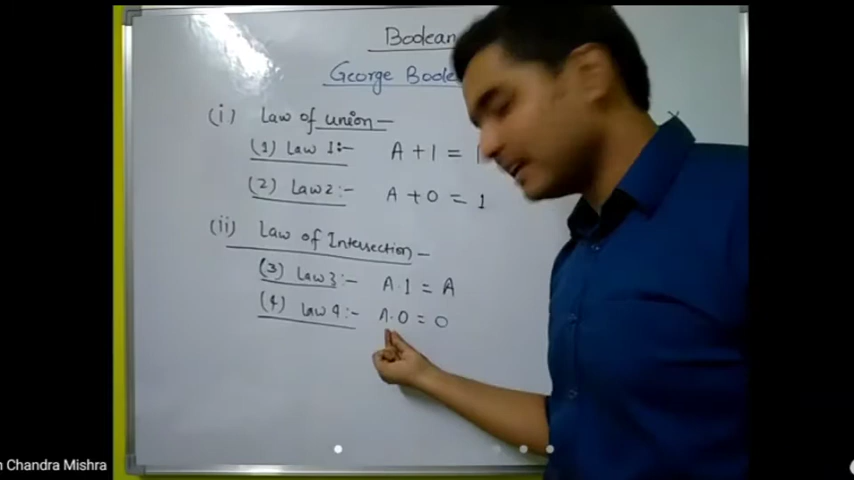 Boolean
George Boole
(i) Law of union-
(1) Law 1:- A + 1 = 1
(2) Law 2:- A + 0 = 1
(ii) Law of Intersection-
(3) Law 3:- A.1 = A
(4) Law 4:- A.0 = 0
Chandra Mishra